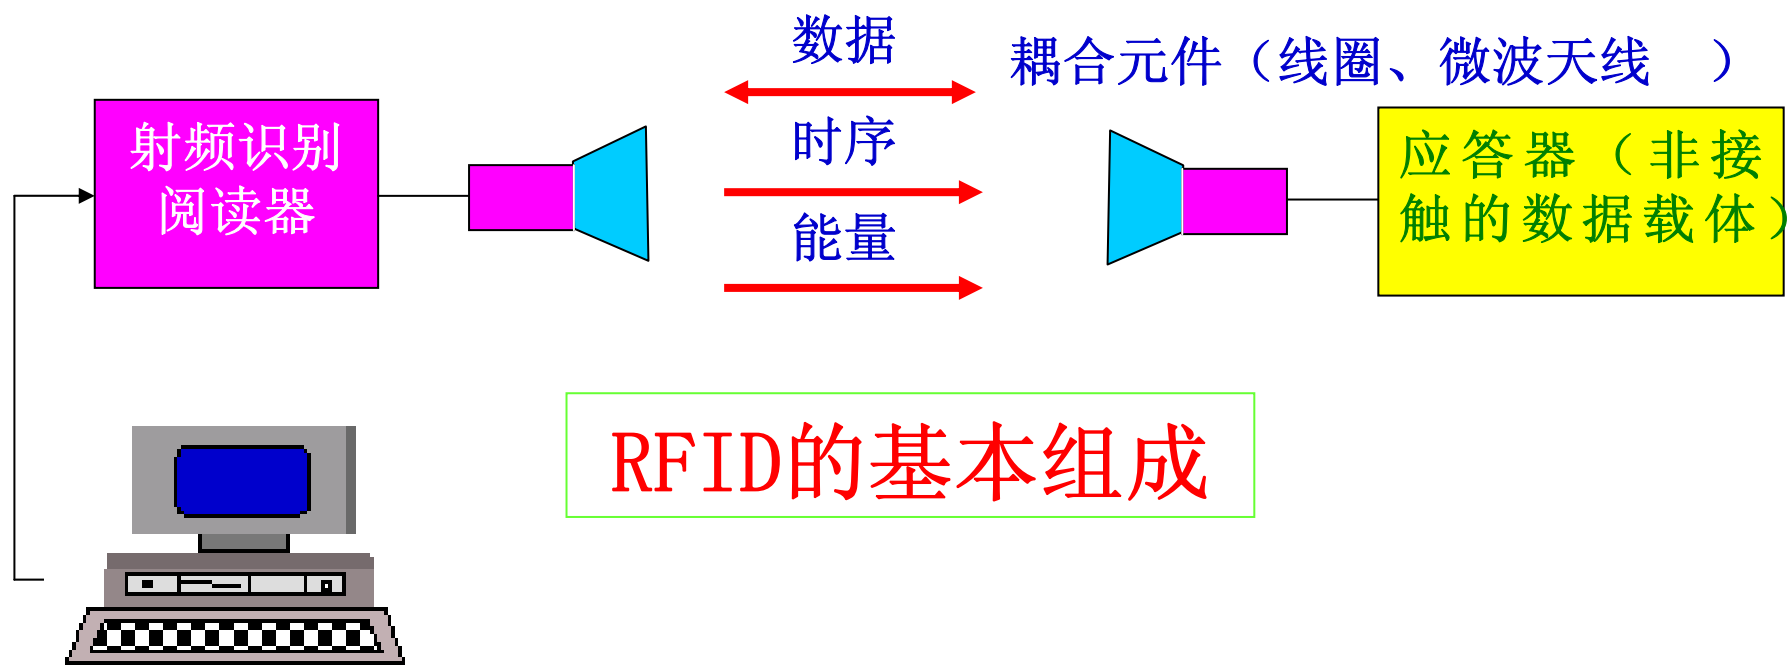 数据
耦合元件（线圈、微波天线　）
射频识别
阅读器
时序
能量
应答器（非接
触的数据载体）
RFID的基本组成